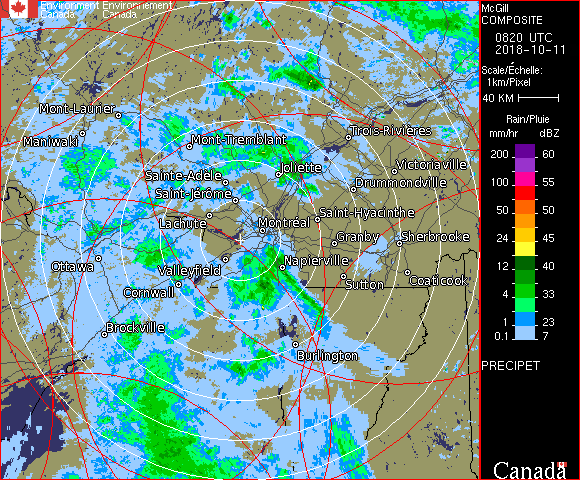 Environment Environnement
Canada Canada
McGill
COMPOSITE
0820 UTC
2018-10-11
Scale/Échelle:
1km/Pixel
40 KM
Rain/Pluie
mm/hr dBZ
200 60
100 55
50 50
45
24 40
12 40
4 33
1 23
0.1 7
PRECIPET
Canada
Mont-Laurier
Maniwaki
Mont-Tremblant
Trois-Rivières
Joliette
Victoriaville
Sainte-Adèle
Drummondville
Saint-Jérôme
Lachute
Saint-Hyacinthe
Montréal
Granby
Sherbrooke
Ottawa
Valleyfield
Napierville
Sutton
Coaticook
Cornwall
Brockville
Burlington